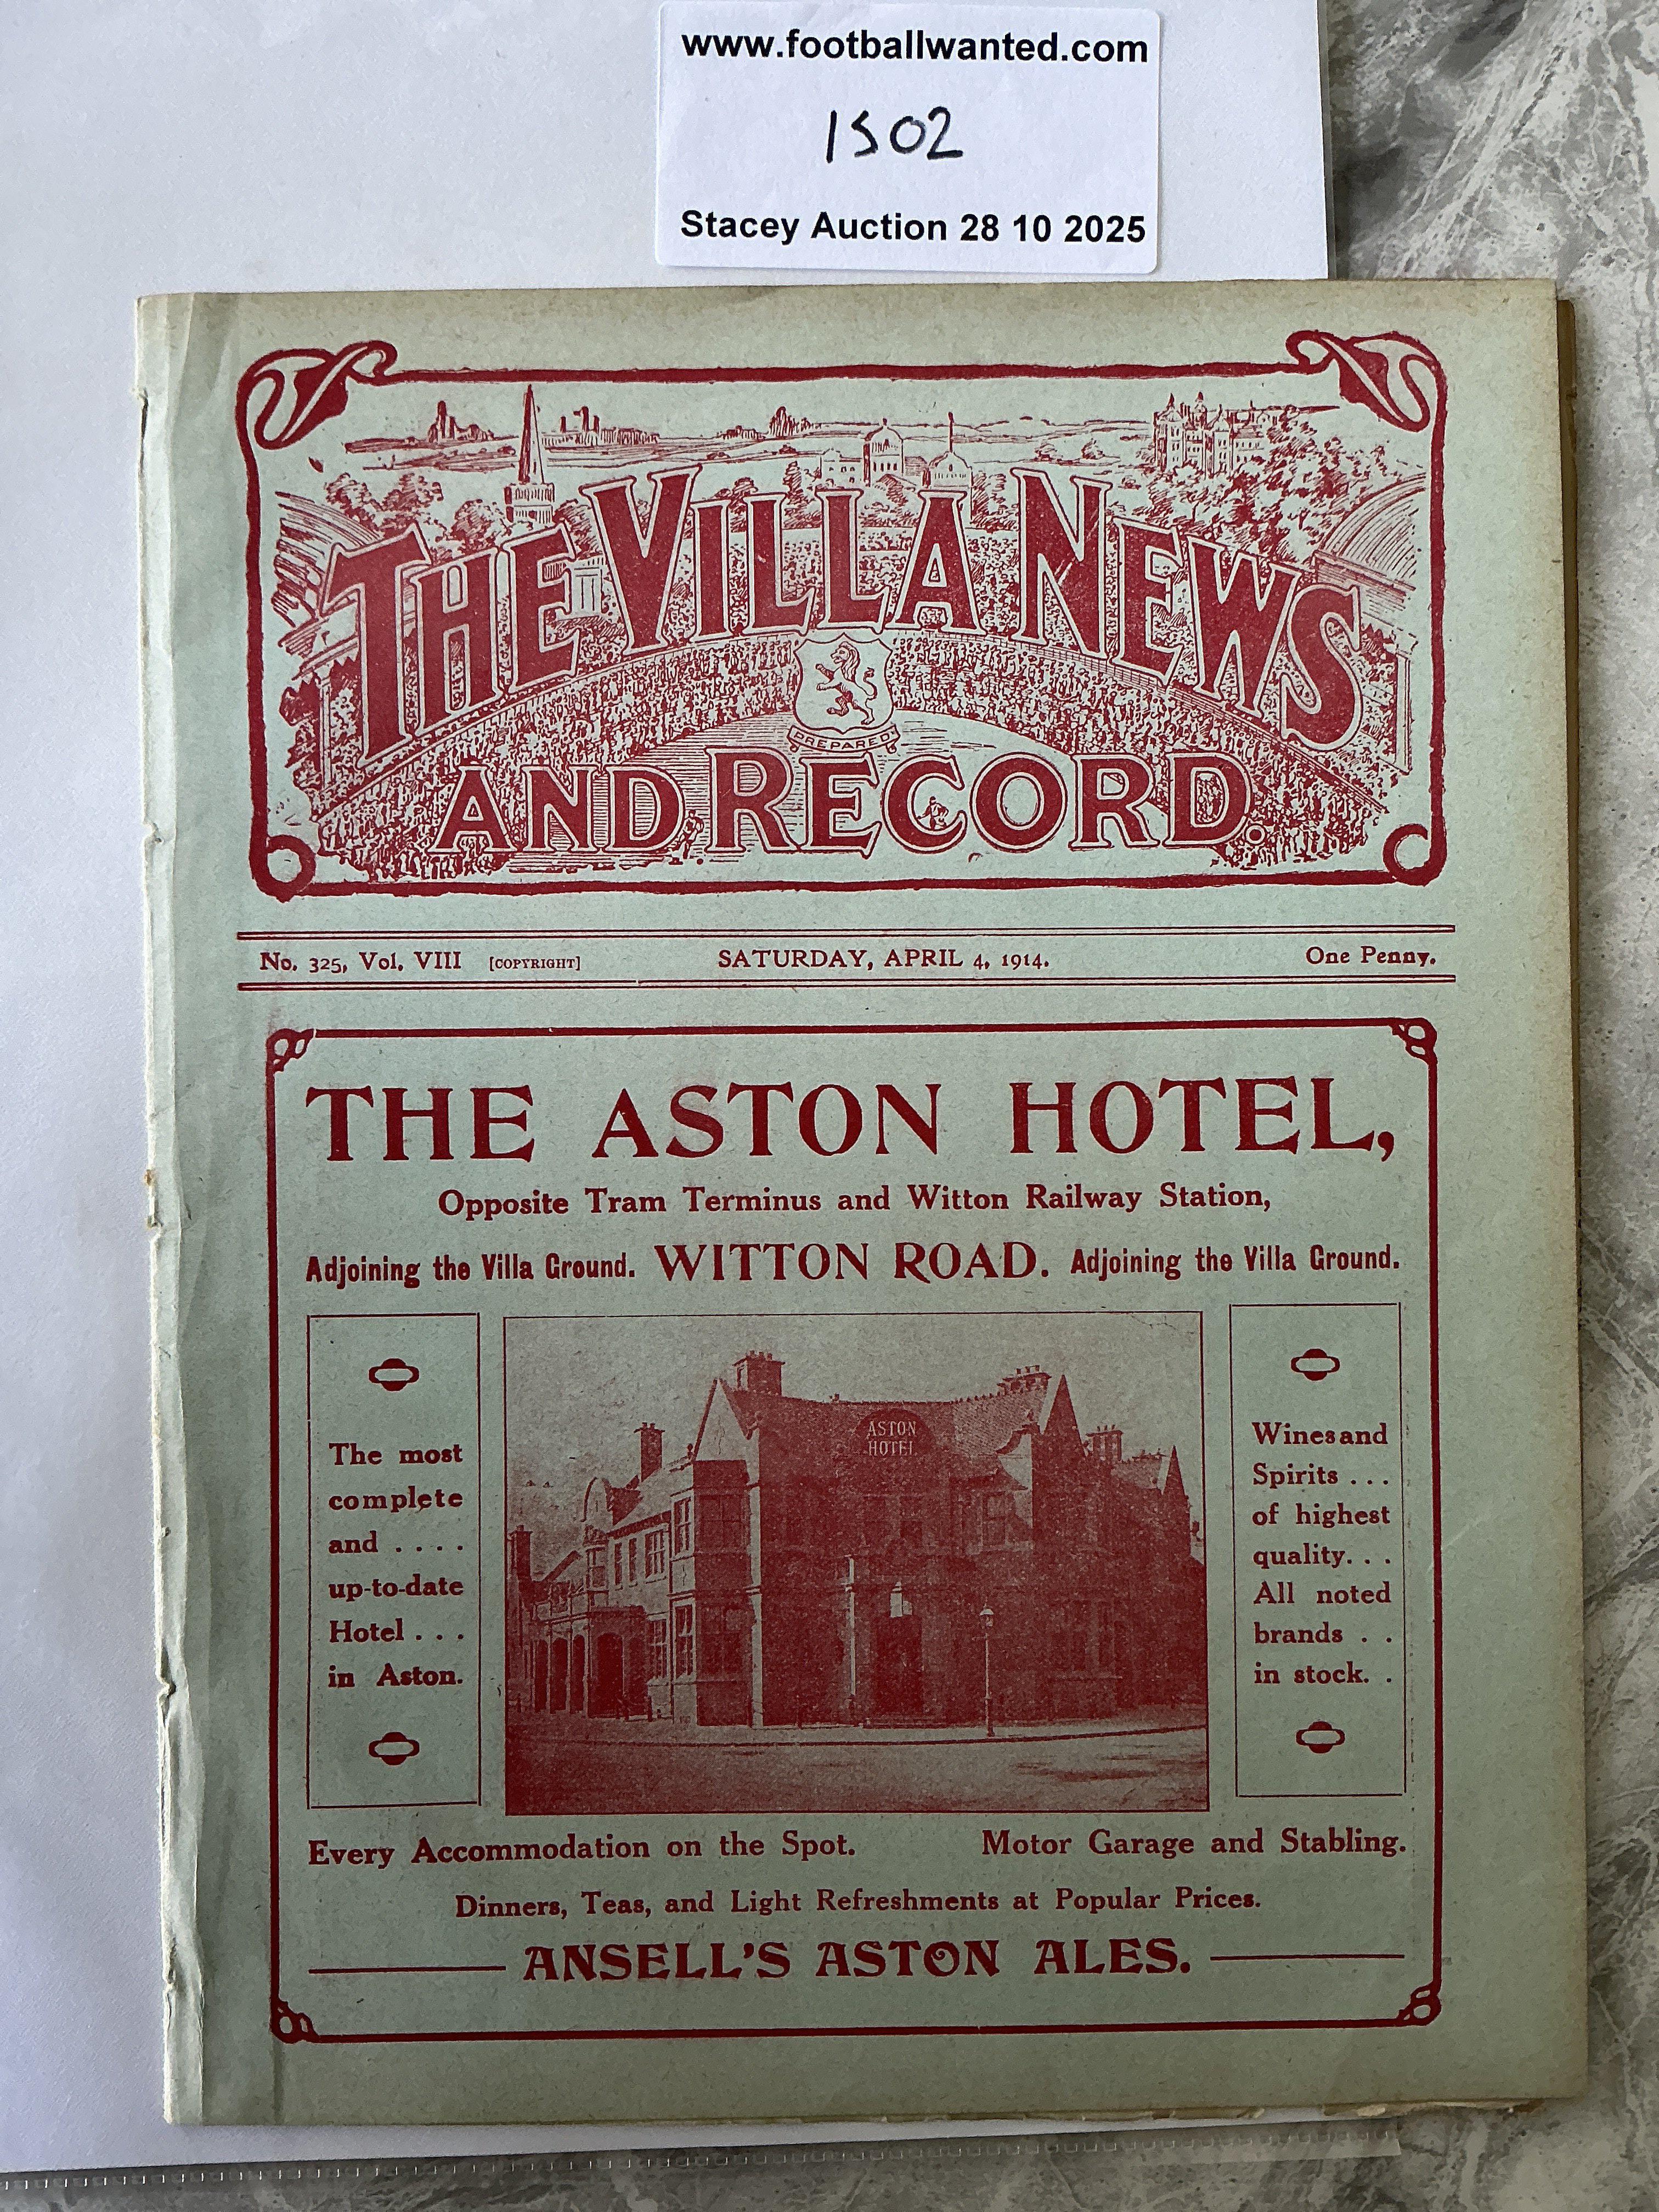 www.footballwanted.com
1502
Stacey Auction 28 10 2025
THE VILLA NEWS
PREPARED
AND RECORD.
No. 325, Vol. VIII [COPYRIGHT] SATURDAY, APRIL 4, 1914. One Penny.
THE ASTON HOTEL,
Opposite Tram Terminus and Witton Railway Station,
Adjoining the Villa Ground. WITTON ROAD. Adjoining the Villa Ground.
The most
complete
and . . . .
up-to-date
Hotel . . .
in Aston.
ASTON
HOTEL
Wines and
Spirits . . .
of highest
quality. . .
All noted
brands . .
in stock. .
Every Accommodation on the Spot. Motor Garage and Stabling.
Dinners, Teas, and Light Refreshments at Popular Prices.
ANSELL'S ASTON ALES.